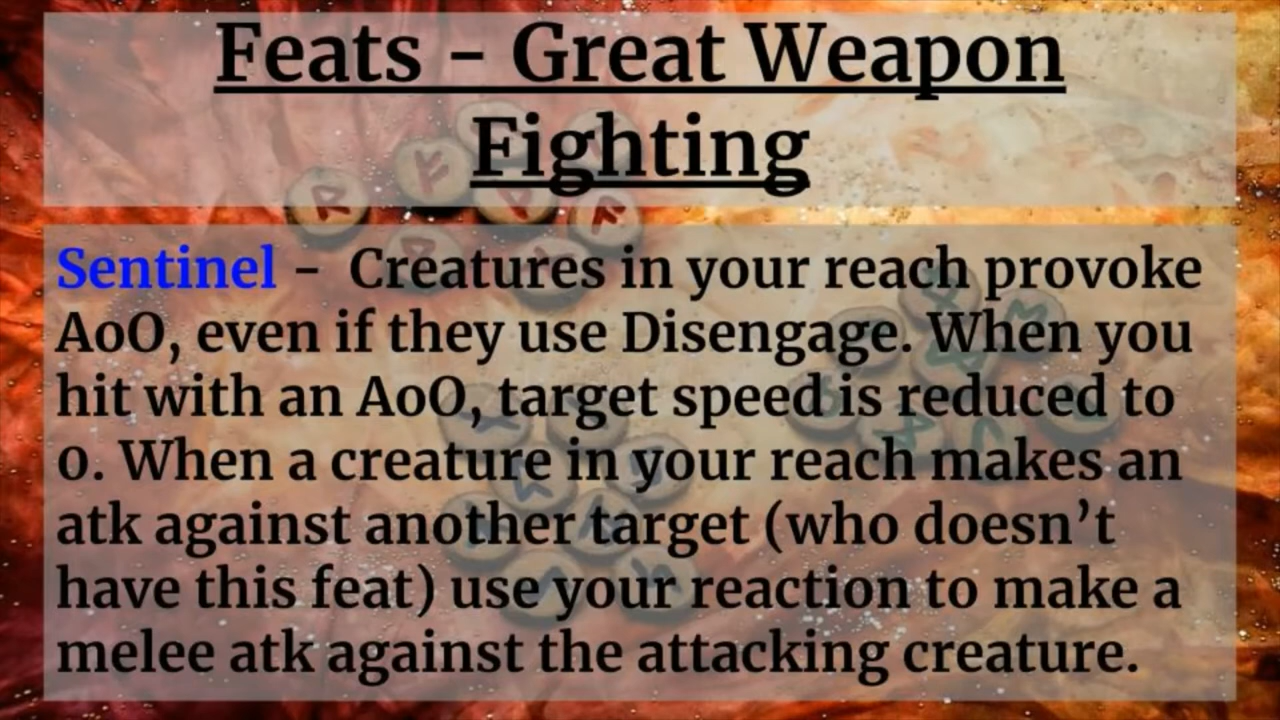 Feats - Great Weapon
Fighting
Sentinel - Creatures in your reach provoke
AoO, even if they use Disengage. When you
hit with an AoO, target speed is reduced to
0. When a creature in your reach makes an
atk against another target (who doesn’t
have this feat) use your reaction to make a
melee atk against the attacking creature.